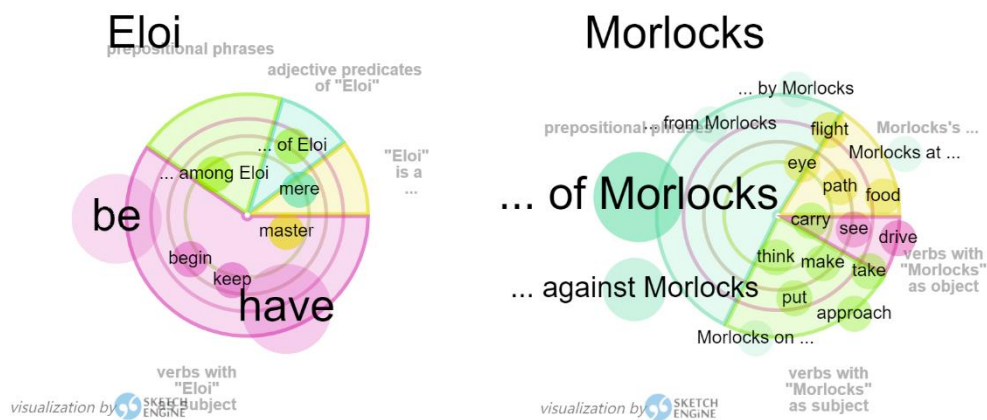 Eloi
prepositional phrases
adjective predicates
of "Eloi"
... of Eloi
"Eloi"
is a
...
... among Eloi
mere
be
master
begin
keep
have
verbs with
"Eloi"
as subject
visualization by SKETCH
ENGINE
Morlocks
... by Morlocks
prepositional phrases
... from Morlocks
flight
Morlocks's ...
eye
Morlocks at ...
path
food
... of Morlocks
carry
see
drive
verbs with
"Morlocks"
as object
think
make
take
... against Morlocks
put
approach
Morlocks on ...
verbs with
"Morlocks"
as subject
visualization by SKETCH
ENGINE